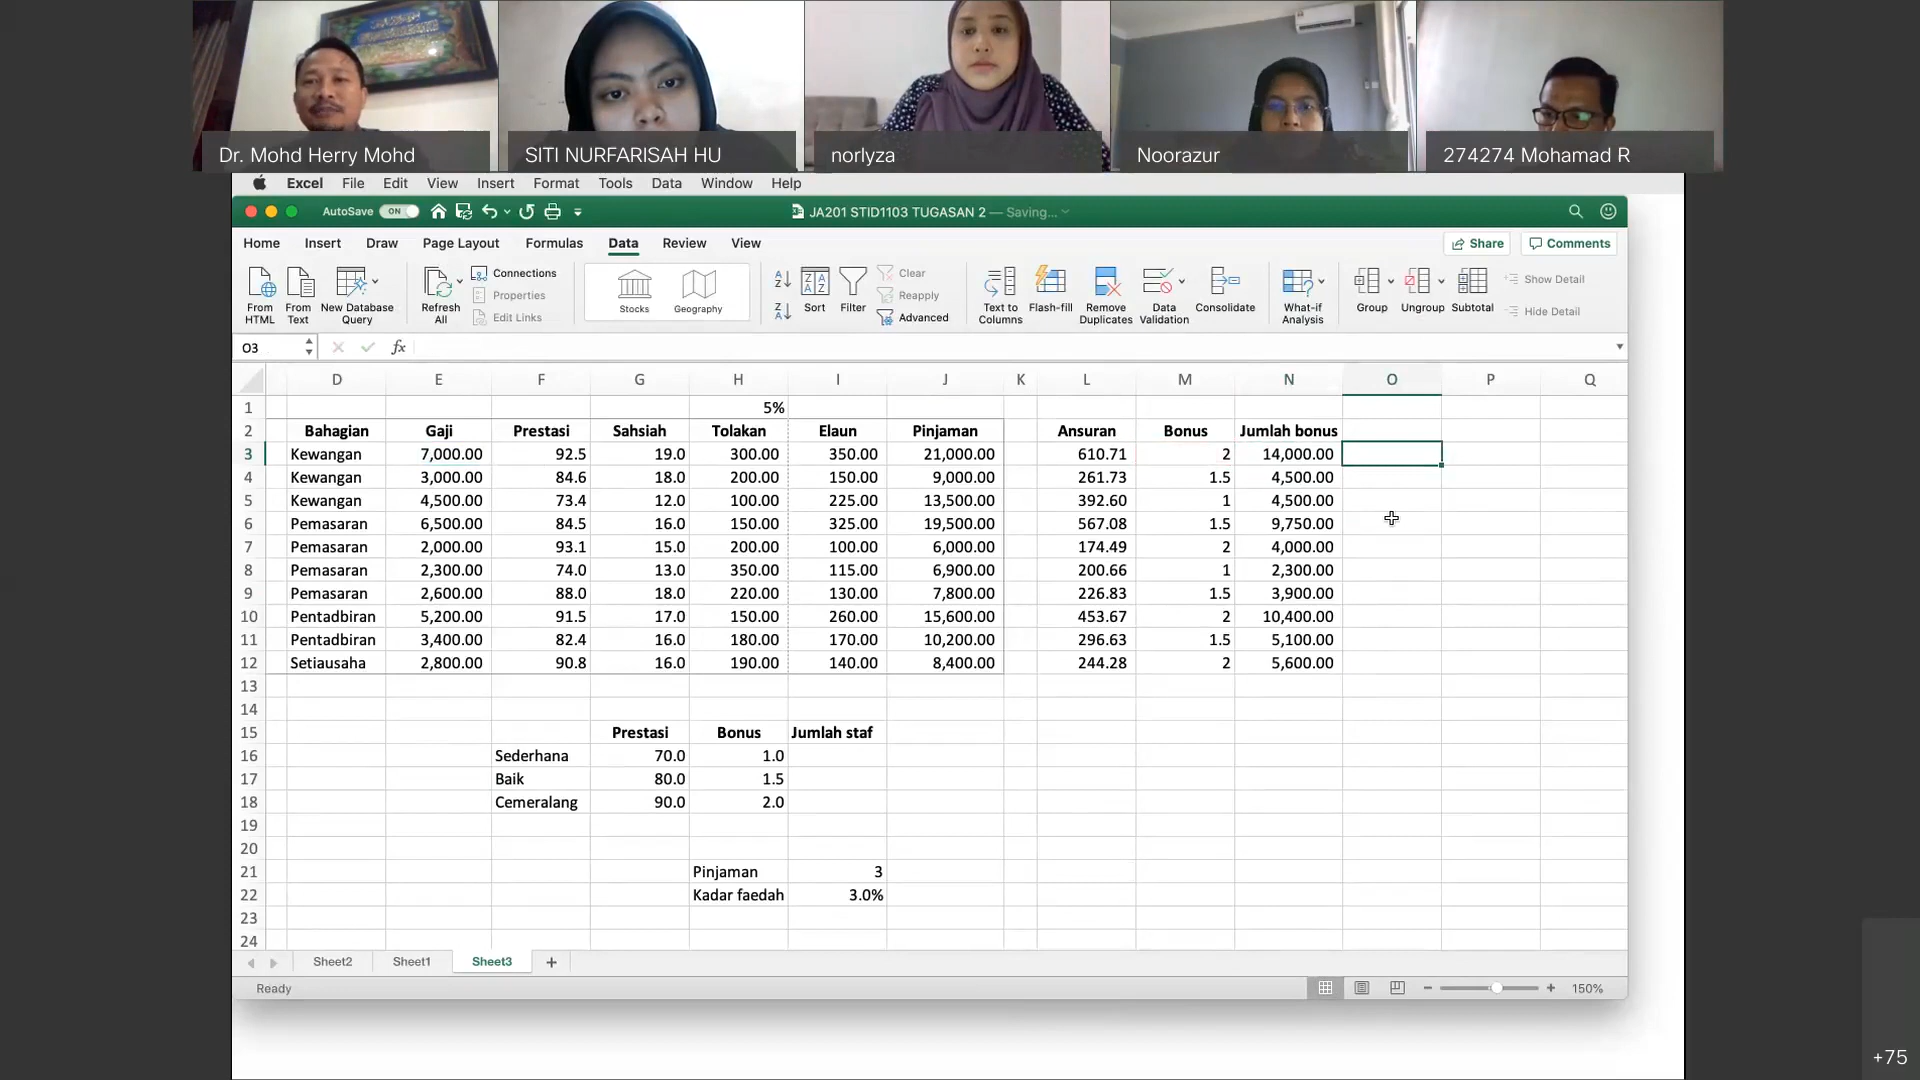 Dr. Mohd Herry Mohd
SITI NURFARISAH HU
norlyza
Noorazur
274274 Mohamad R
Excel File Edit View Insert Format Tools Data Window Help
AutoSave ON JA201 STID1103 TUGASAN 2 — Saving...
Home Insert Draw Page Layout Formulas Data Review View Share Comments
From HTML
From Text
New Database Query
Refresh All
Connections
Properties
Edit Links
Stocks
Geography
Sort
Filter
Clear
Reapply
Advanced
Text to Columns
Flash-fill
Remove Duplicates
Data Validation
Consolidate
What-if Analysis
Group
Ungroup
Subtotal
Show Detail
Hide Detail
O3 fx
D E F G H I J K L M N O P Q
1 5%
2 Bahagian Gaji Prestasi Sahsiah Tolakan Elaun Pinjaman Ansuran Bonus Jumlah bonus
3 Kewangan 7,000.00 92.5 19.0 300.00 350.00 21,000.00 610.71 2 14,000.00
4 Kewangan 3,000.00 84.6 18.0 200.00 150.00 9,000.00 261.73 1.5 4,500.00
5 Kewangan 4,500.00 73.4 12.0 100.00 225.00 13,500.00 392.60 1 4,500.00
6 Pemasaran 6,500.00 84.5 16.0 150.00 325.00 19,500.00 567.08 1.5 9,750.00
7 Pemasaran 2,000.00 93.1 15.0 200.00 100.00 6,000.00 174.49 2 4,000.00
8 Pemasaran 2,300.00 74.0 13.0 350.00 115.00 6,900.00 200.66 1 2,300.00
9 Pemasaran 2,600.00 88.0 18.0 220.00 130.00 7,800.00 226.83 1.5 3,900.00
10 Pentadbiran 5,200.00 91.5 17.0 150.00 260.00 15,600.00 453.67 2 10,400.00
11 Pentadbiran 3,400.00 82.4 16.0 180.00 170.00 10,200.00 296.63 1.5 5,100.00
12 Setiausaha 2,800.00 90.8 16.0 190.00 140.00 8,400.00 244.28 2 5,600.00
13
14
15 Prestasi Bonus Jumlah staf
16 Sederhana 70.0 1.0
17 Baik 80.0 1.5
18 Cemeralang 90.0 2.0
19
20
21 Pinjaman 3
22 Kadar faedah 3.0%
23
24
Sheet2 Sheet1 Sheet3 +
Ready 150%
+75